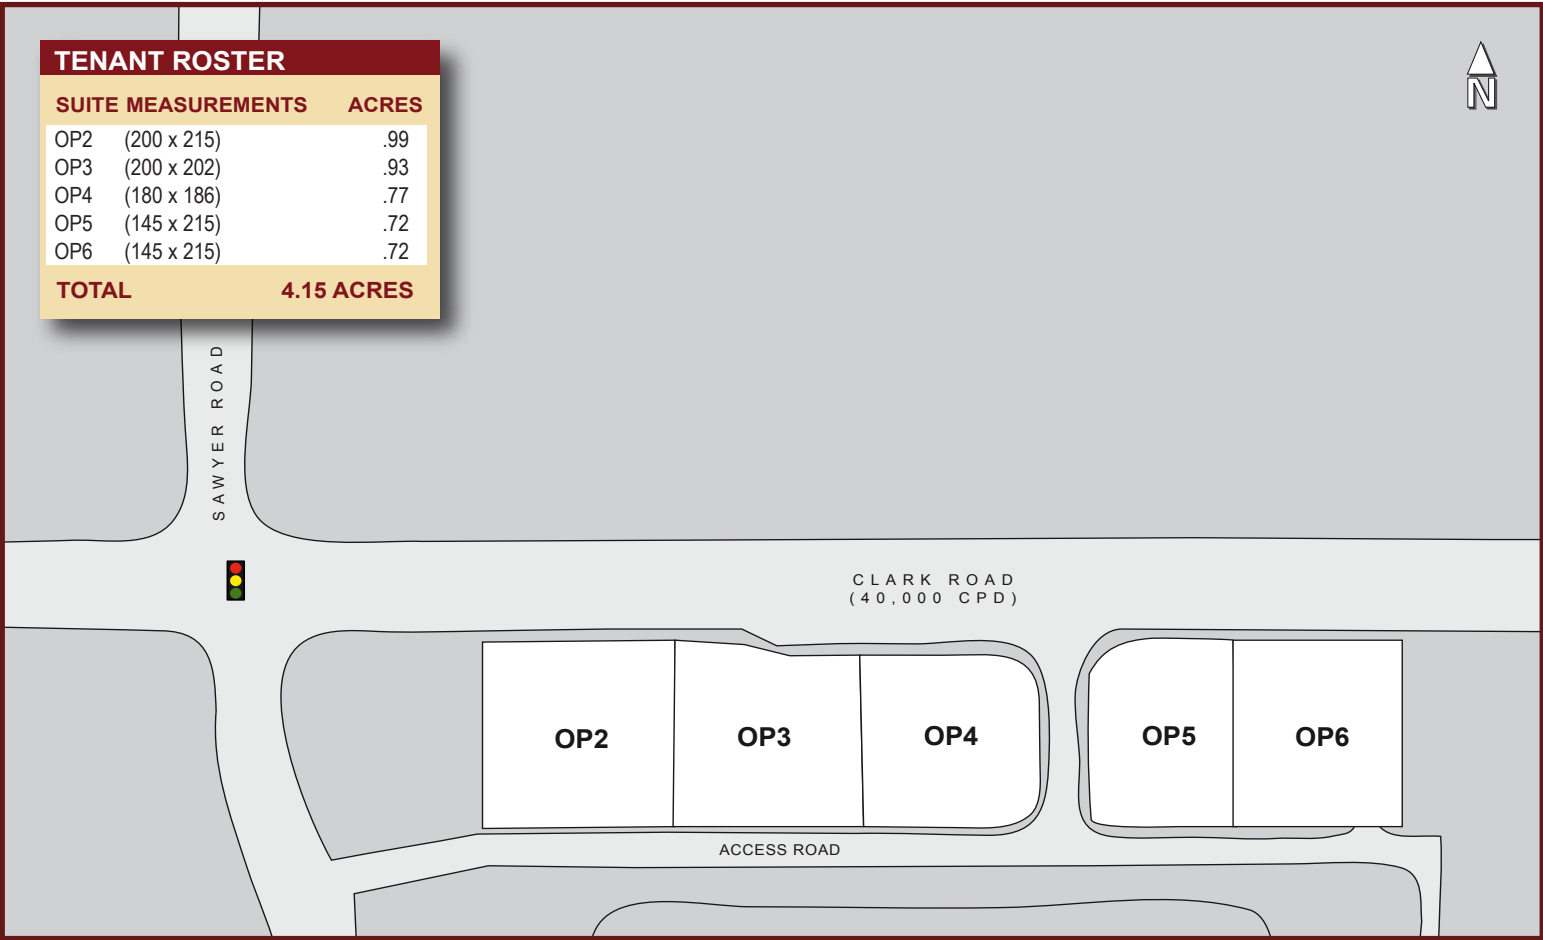 TENANT ROSTER
SUITE MEASUREMENTS ACRES
OP2 (200 x 215) .99
OP3 (200 x 202) .93
OP4 (180 x 186) .77
OP5 (145 x 215) .72
OP6 (145 x 215) .72
TOTAL 4.15 ACRES
N
SAWYER ROAD
CLARK ROAD
(40,000 CPD)
OP2
OP3
OP4
OP5
OP6
ACCESS ROAD